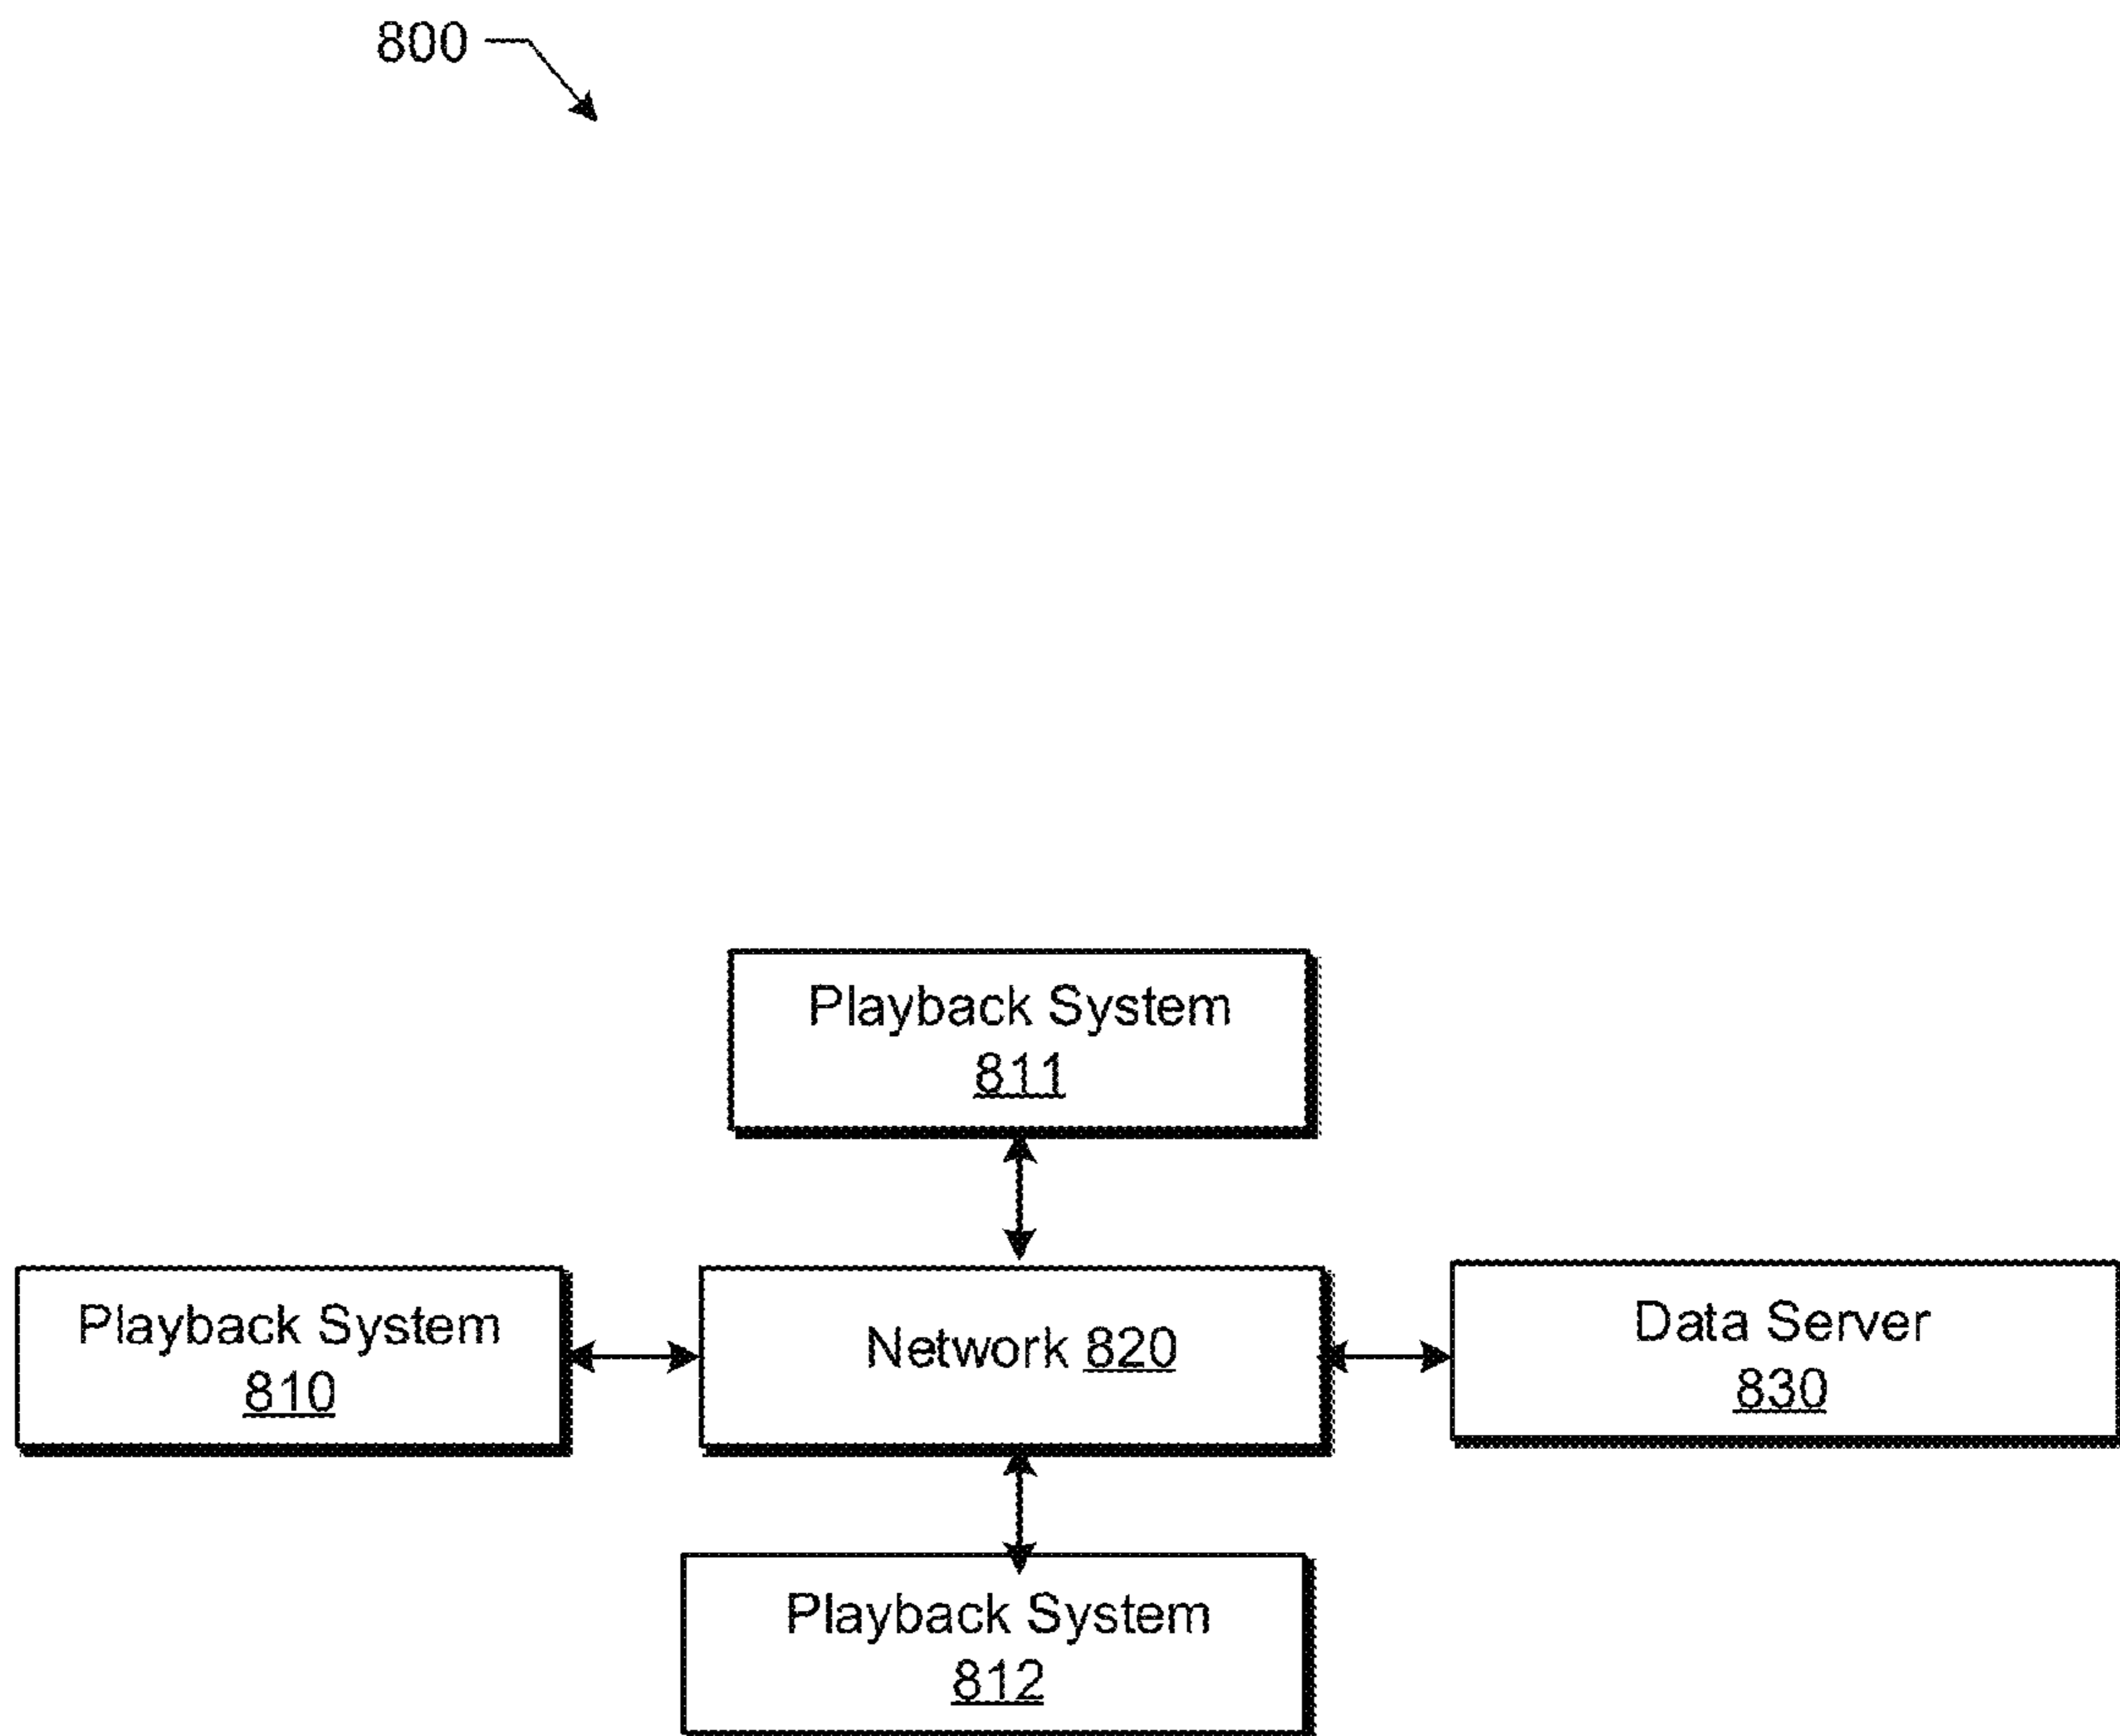 800
Playback System
811
Playback System
810
Network 820
Data Server
830
Playback System
812